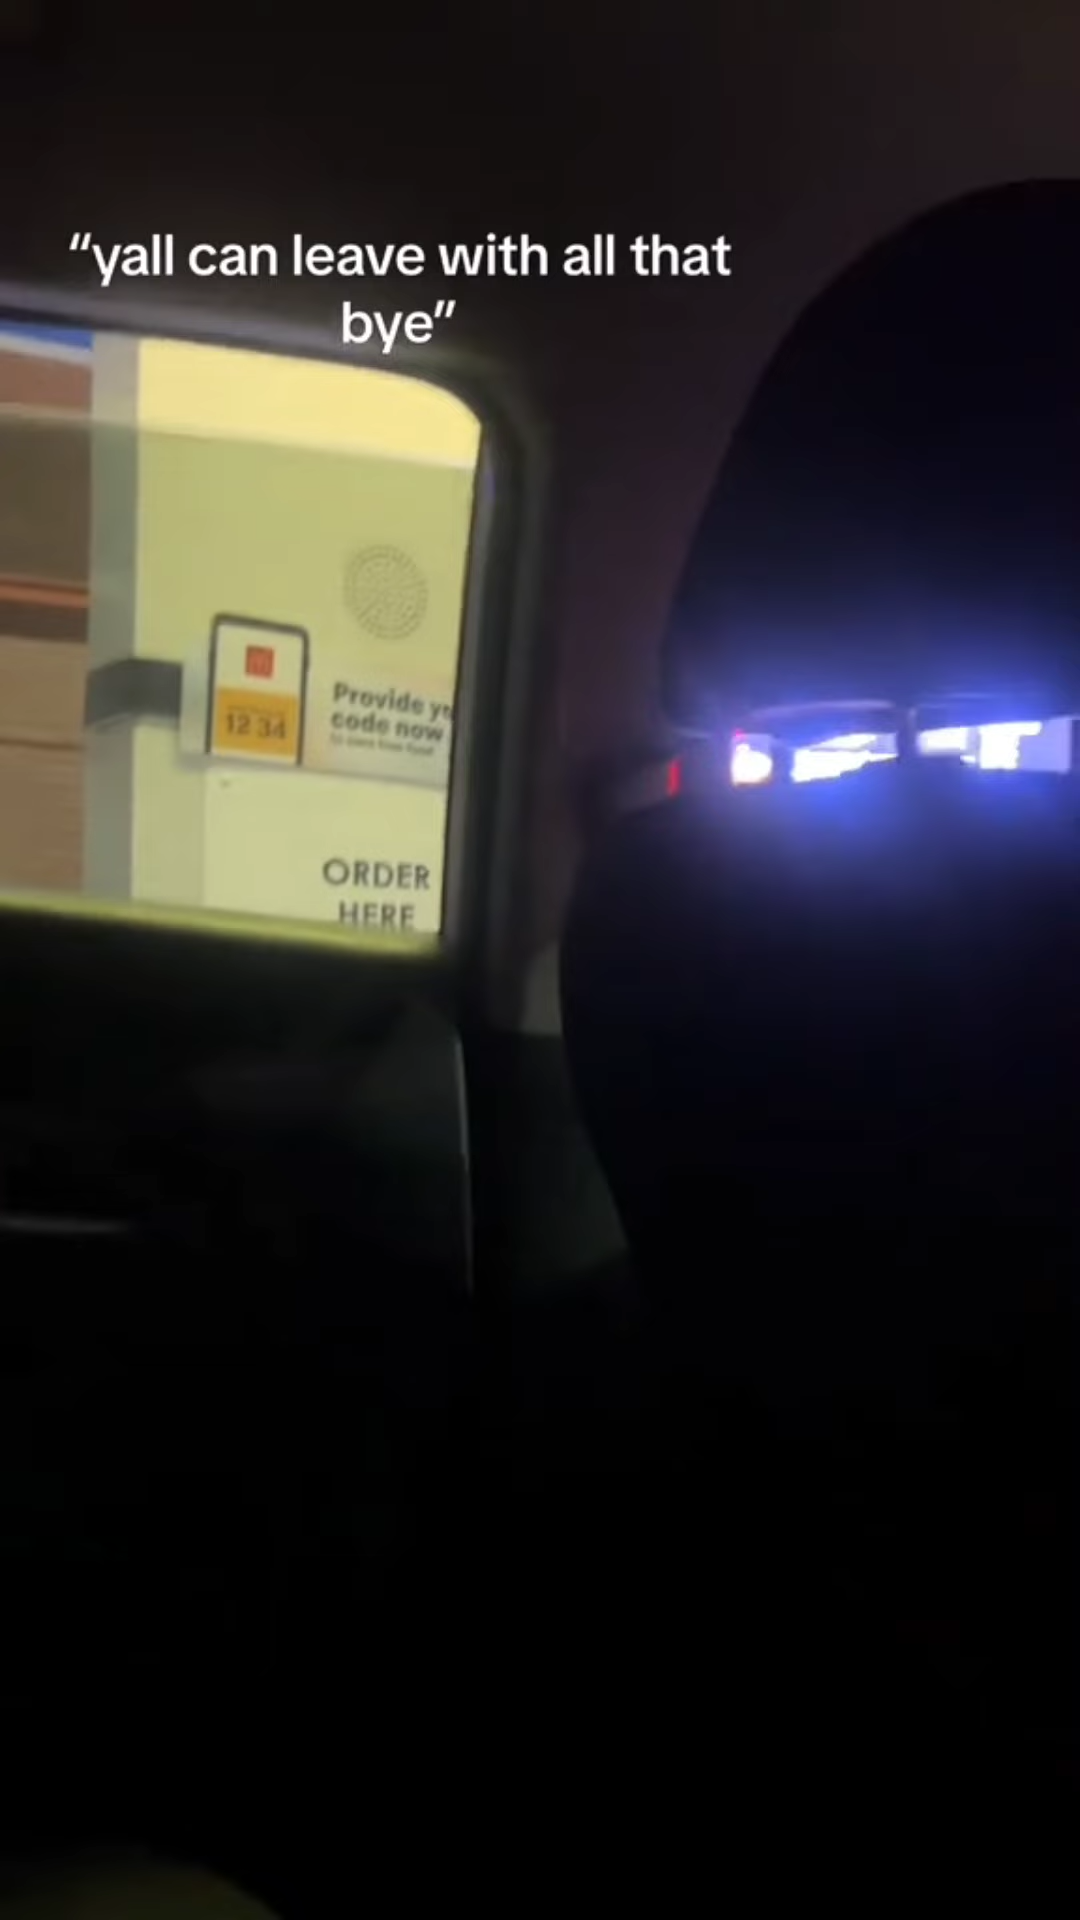 “yall can leave with all that
bye”
12 34
Provide
code now
ORDER
HERE